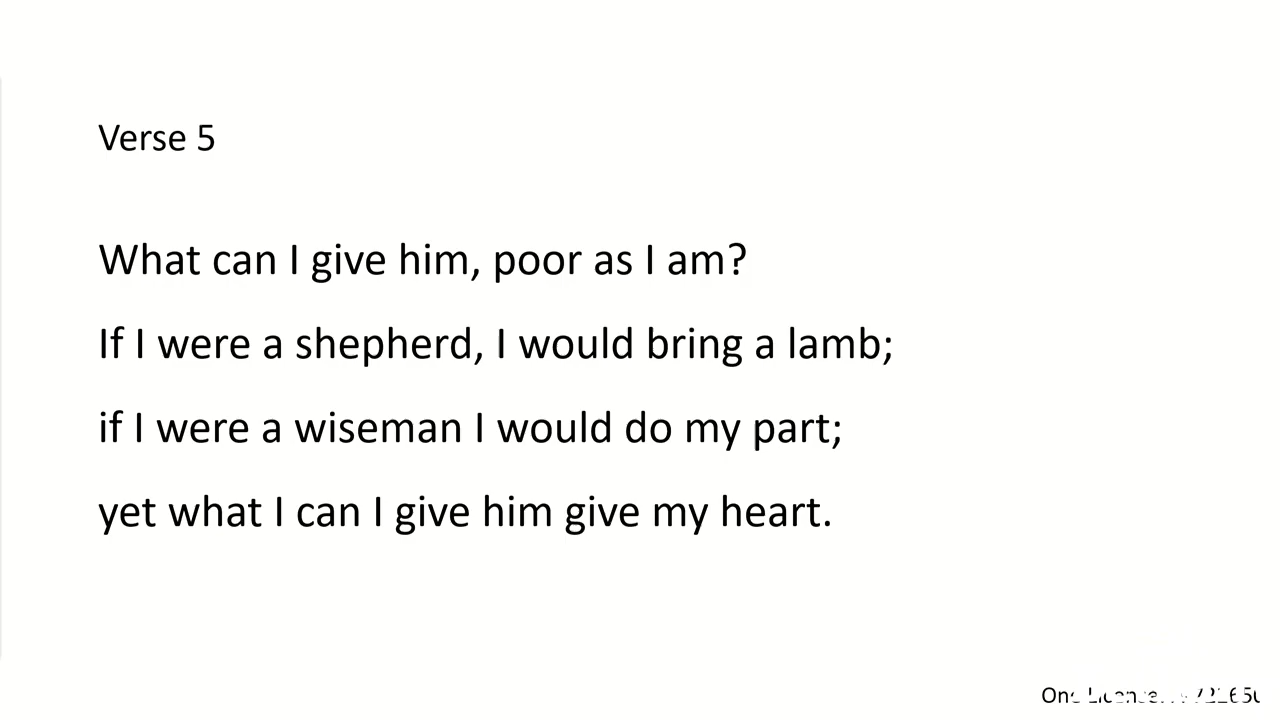 Verse 5
What can I give him, poor as I am?
If I were a shepherd, I would bring a lamb;
if I were a wiseman I would do my part;
yet what I can I give him give my heart.